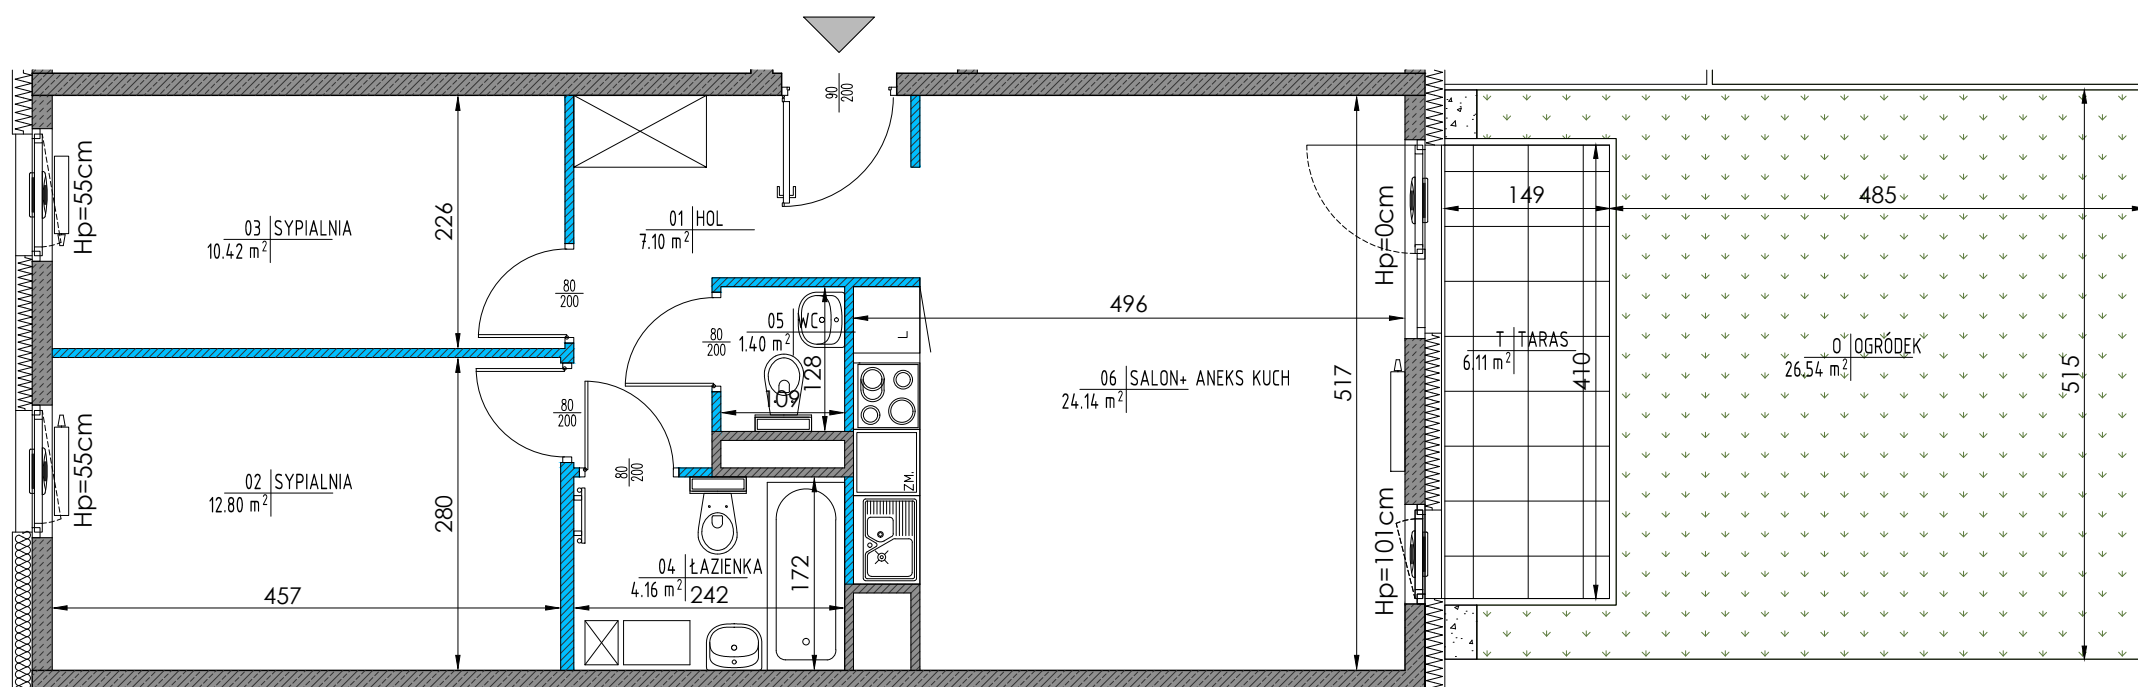 90
200
Hp=55cm
03 SYPIALNIA
10.42 m²
226
01 HOL
7.10 m²
80
200
05 WC
1.40 m²
80
200
128
109
L
496
06 SALON+ ANEKS KUCH
24.14 m²
517
Hp=0cm
149
485
T TARAS
6.11 m²
410
O OGRÓDEK
26.54 m²
515
80
200
80
200
Hp=55cm
02 SYPIALNIA
12.80 m²
280
457
ZM.
04 ŁAZIENKA
4.16 m²
242
172
Hp=101cm